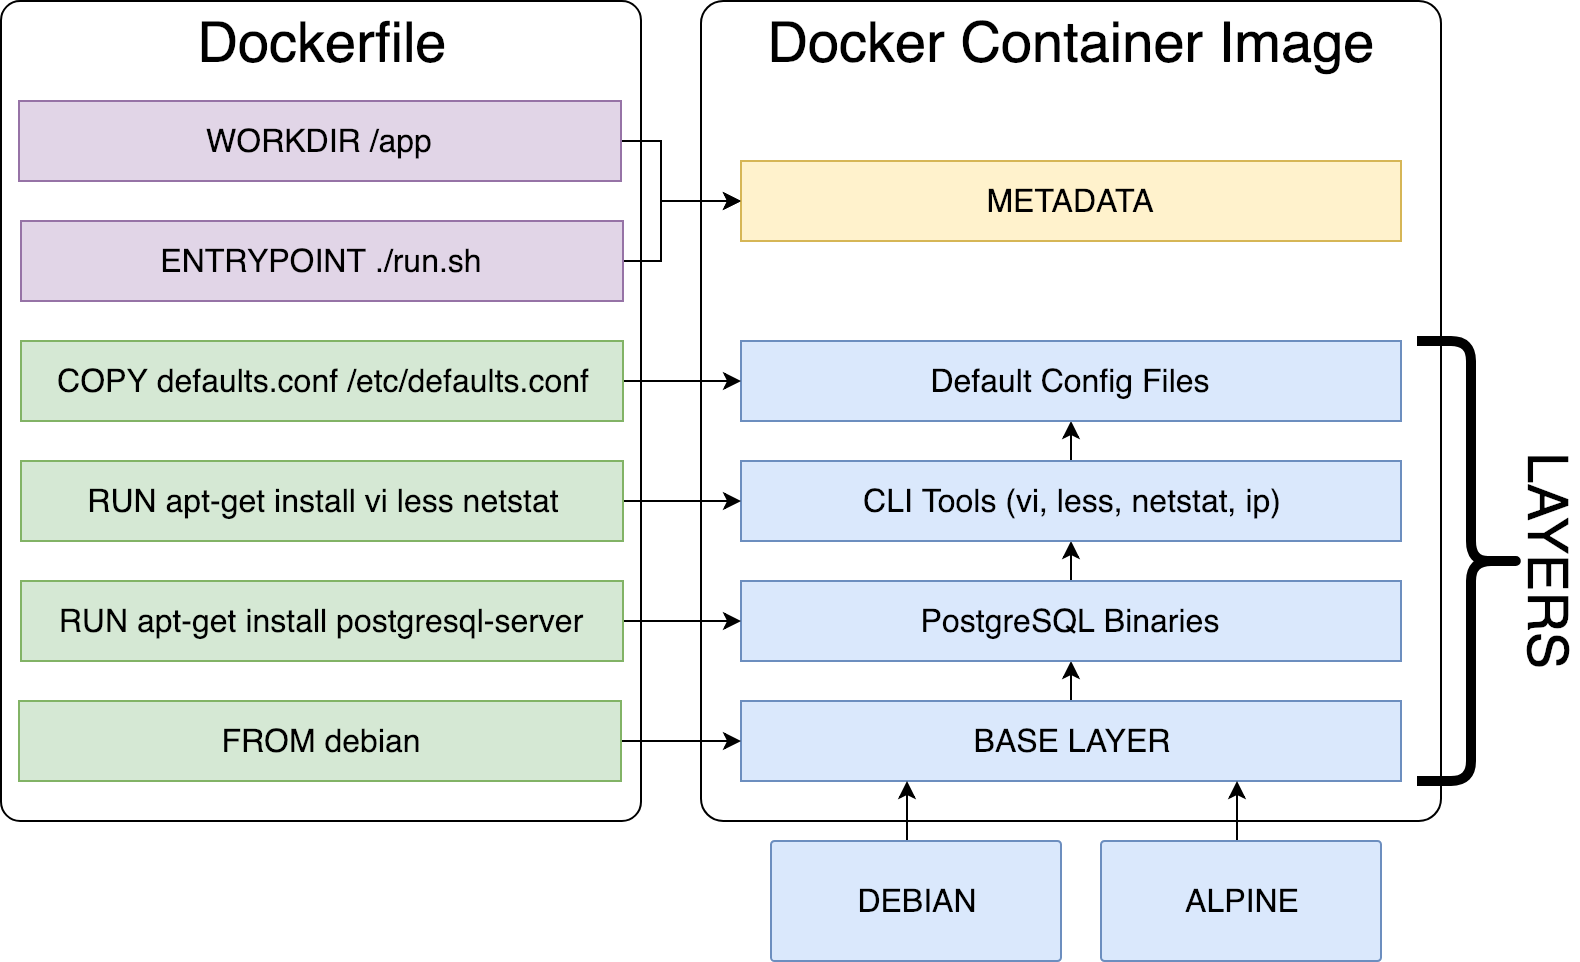 Dockerfile
WORKDIR /app
ENTRYPOINT ./run.sh
COPY defaults.conf /etc/defaults.conf
RUN apt-get install vi less netstat
RUN apt-get install postgresql-server
FROM debian
Docker Container Image
METADATA
Default Config Files
CLI Tools (vi, less, netstat, ip)
PostgreSQL Binaries
BASE LAYER
DEBIAN
ALPINE
LAYERS